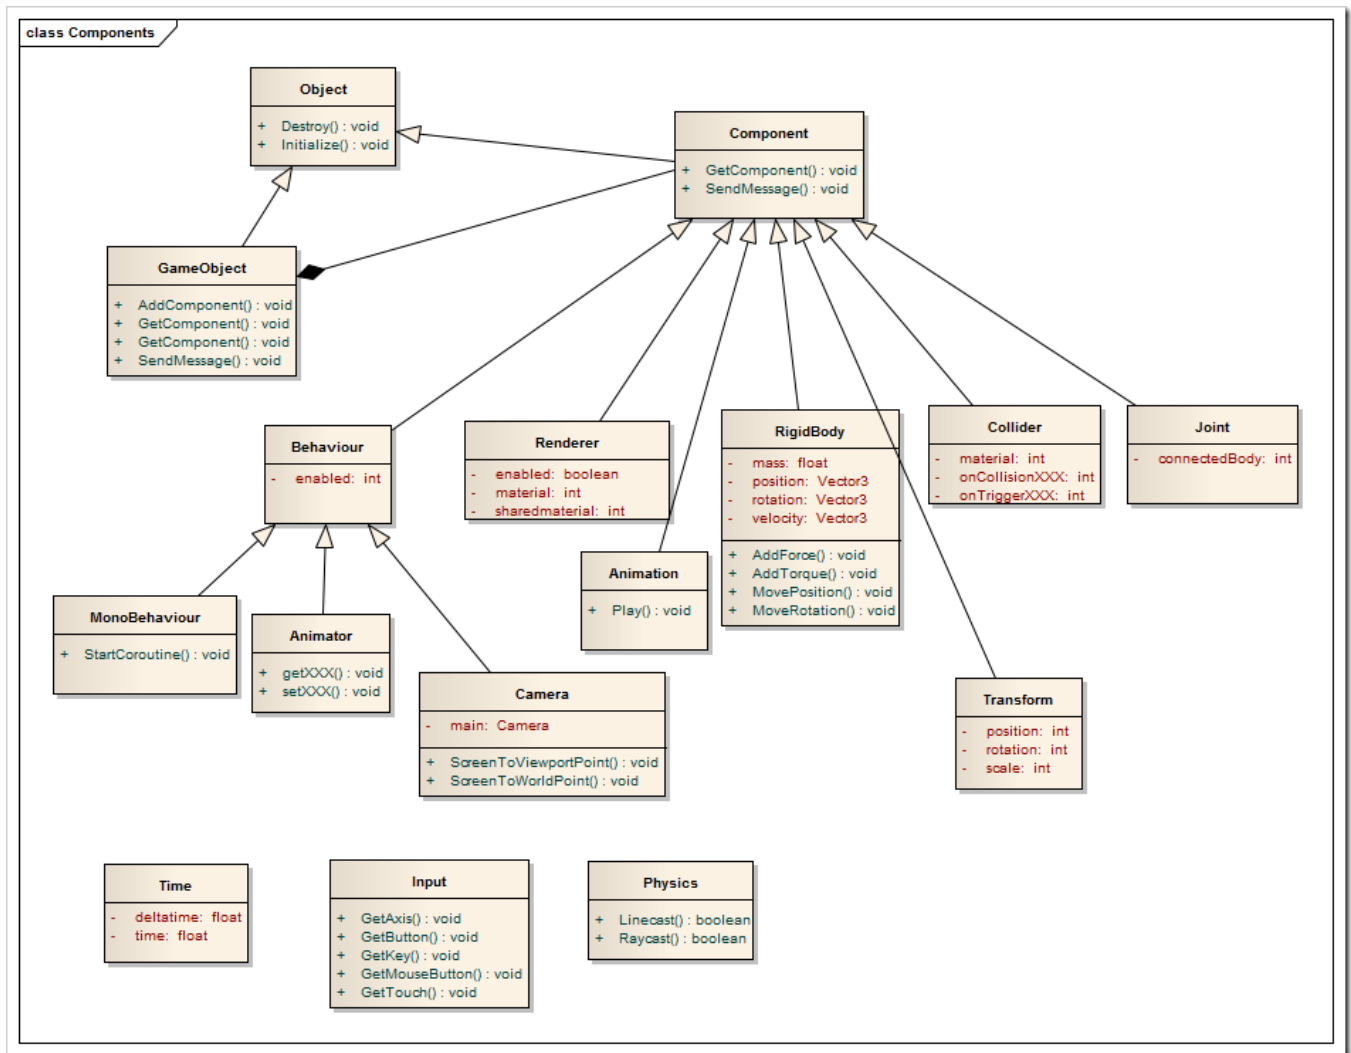 class Components
Object
+ Destroy() : void
+ Initialize() : void
Component
+ GetComponent() : void
+ SendMessage() : void
GameObject
+ AddComponent() : void
+ GetComponent() : void
+ GetComponent() : void
+ SendMessage() : void
Behaviour
- enabled: int
Renderer
- enabled: boolean
- material: int
- sharedmaterial: int
RigidBody
- mass: float
- position: Vector3
- rotation: Vector3
- velocity: Vector3
+ AddForce() : void
+ AddTorque() : void
+ MovePosition() : void
+ MoveRotation() : void
Collider
- material: int
- onCollisionXXX: int
- onTriggerXXX: int
Joint
- connectedBody: int
Animation
+ Play() : void
MonoBehaviour
+ StartCoroutine() : void
Animator
+ getXXX() : void
+ setXXX() : void
Camera
- main: Camera
+ ScreenToViewportPoint() : void
+ ScreenToWorldPoint() : void
Transform
- position: int
- rotation: int
- scale: int
Time
- deltatime: float
- time: float
Input
+ GetAxis() : void
+ GetButton() : void
+ GetKey() : void
+ GetMouseButton() : void
+ GetTouch() : void
Physics
+ Linecast() : boolean
+ Raycast() : boolean